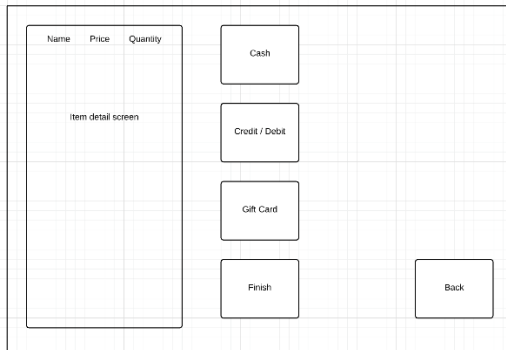 Name Price Quantity
Item detail screen
Cash
Credit / Debit
Gift Card
Finish
Back